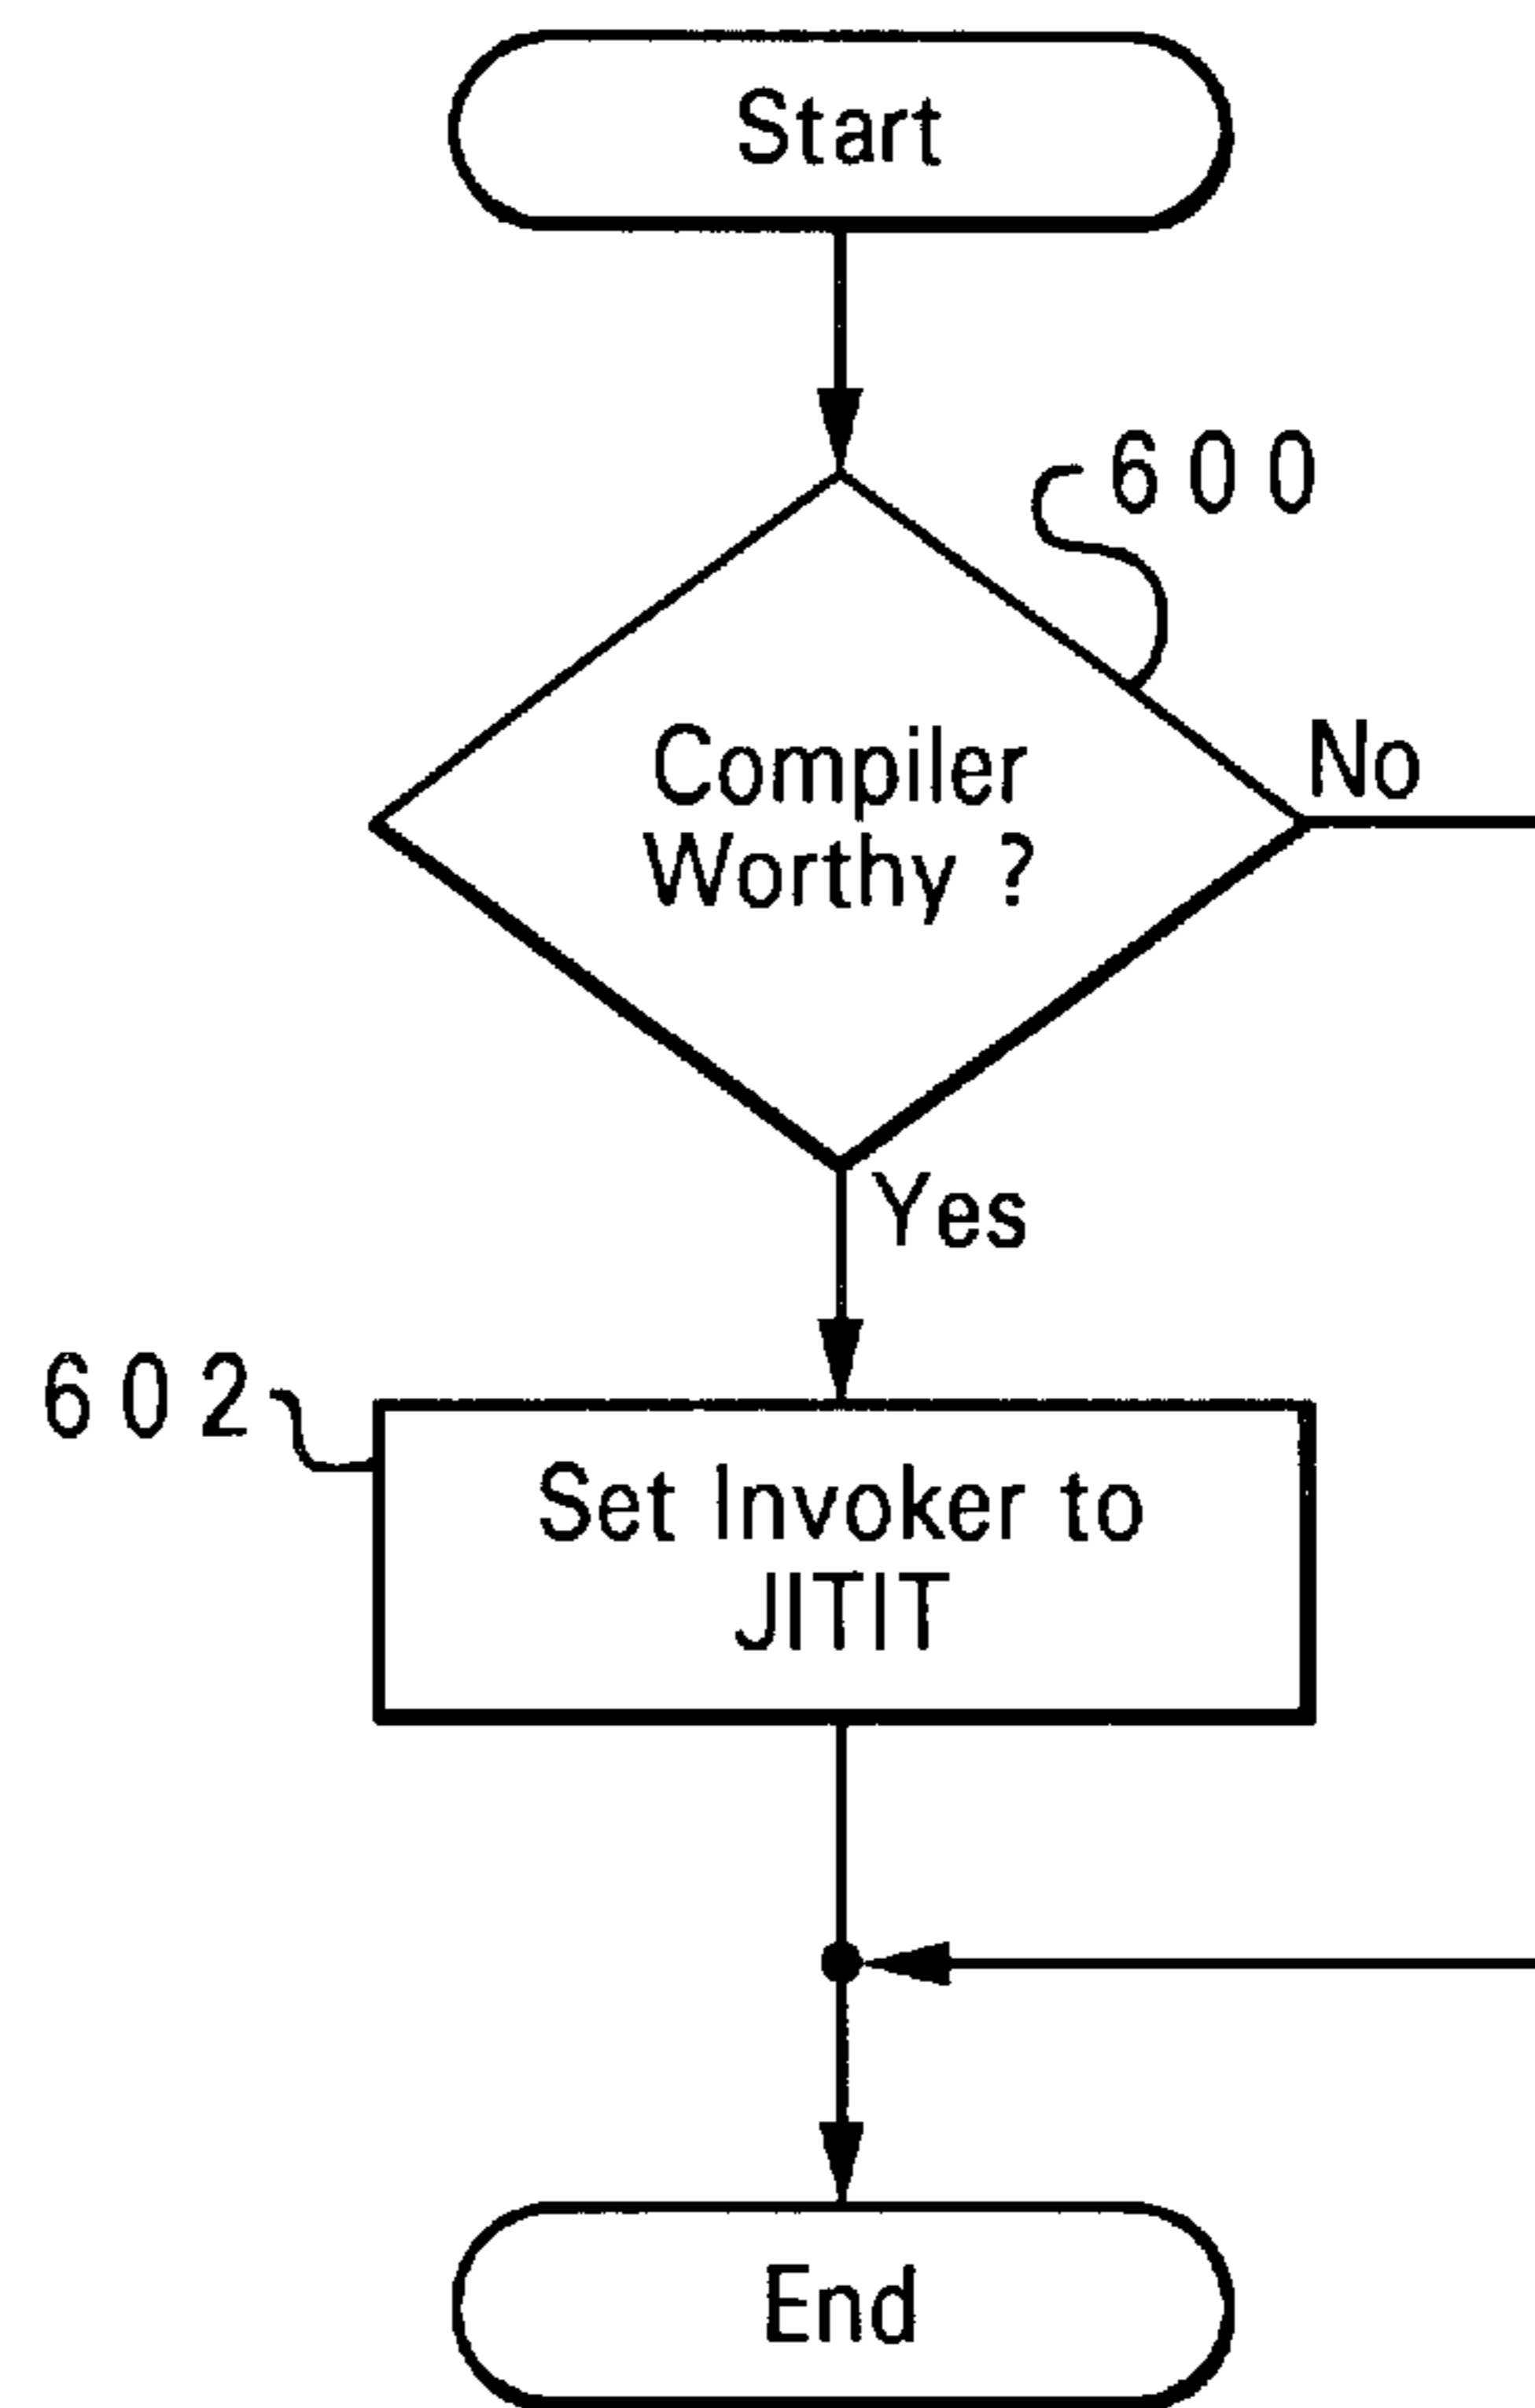 Start
600
Compiler
Worthy ?
No
Yes
602
Set Invoker to
JITIT
End